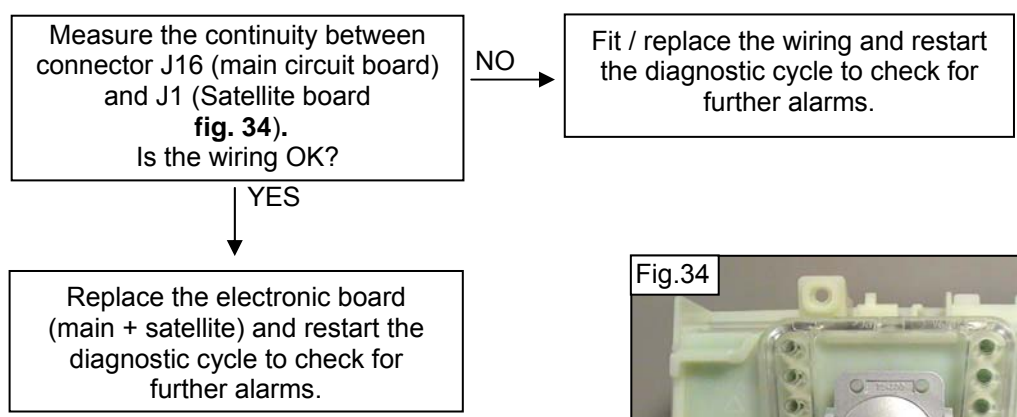 Measure the continuity between
connector J16 (main circuit board)
and J1 (Satellite board
fig. 34).
Is the wiring OK?
NO
Fit / replace the wiring and restart
the diagnostic cycle to check for
further alarms.
YES
Replace the electronic board
(main + satellite) and restart the
diagnostic cycle to check for
further alarms.
Fig.34